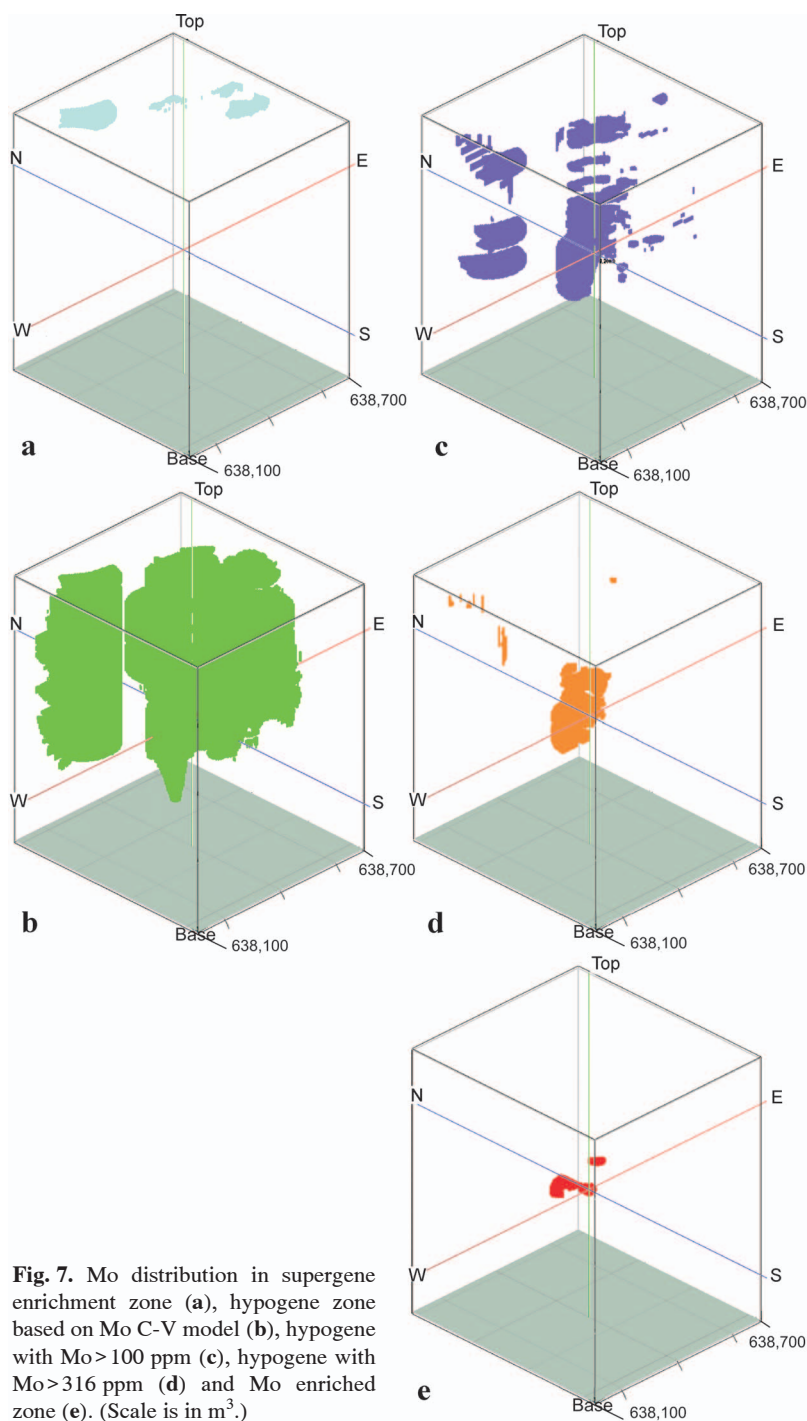 Top
N
E
W
S
638,700
a
Base
638,100
Top
N
E
W
S
638,700
c
Base
638,100
Top
N
E
W
S
638,700
b
Base
638,100
Top
N
E
W
S
638,700
d
Base
638,100
Top
N
E
W
S
638,700
e
Base
638,100
Fig. 7. Mo distribution in supergene
enrichment zone (a), hypogene zone
based on Mo C-V model (b), hypogene
with Mo > 100 ppm (c), hypogene with
Mo > 316 ppm (d) and Mo enriched
zone (e). (Scale is in m³.)